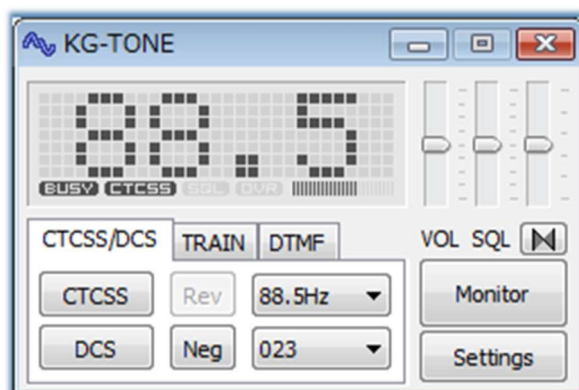 KG-TONE
88.5
BUSY CTCSS SQL OVR
CTCSS/DCS TRAIN DTMF
VOL SQL
CTCSS Rev 88.5Hz Monitor
DCS Neg 023 Settings